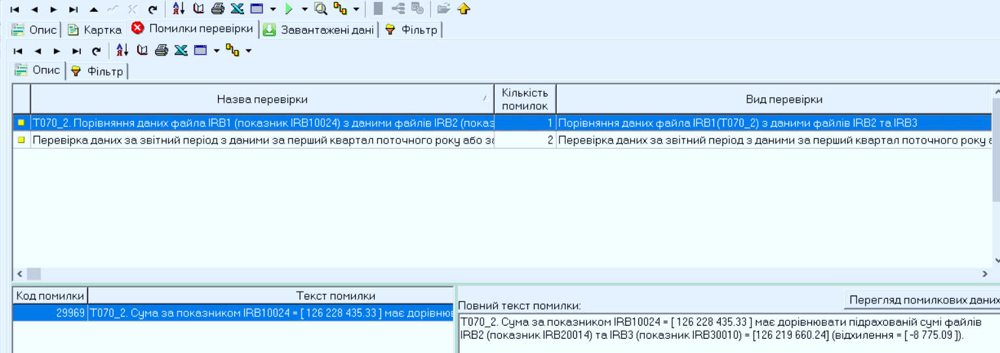 Опис Картка Помилки перевірки Завантажені дані Фільтр
Опис Фільтр
Назва перевірки Кількість помилок Вид перевірки
T070_2. Порівняння даних файла IRB1 (показник IRB10024) з даними файлів IRB2 (показ 1 Порівняння даних файла IRB1(T070_2) з даними файлів IRB2 та IRB3
Перевірка даних за звітний період з даними за перший квартал поточного року або за 2 Перевірка даних за звітний період з даними за перший квартал поточного року
Код помилки Текст помилки
29969 T070_2. Сума за показником IRB10024 = [ 126 228 435.33 ] має дорівнюв
Повний текст помилки: Перегляд помилкових даних
T070_2. Сума за показником IRB10024 = [ 126 228 435.33 ] має дорівнювати підрахованій сумі файлів
IRB2 (показник IRB20014) та IRB3 (показник IRB30010) = [126 219 660.24] (відхилення = [ -8 775.09 ]).